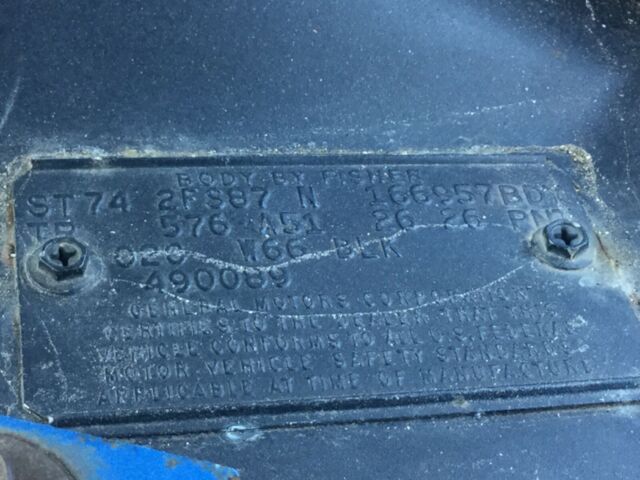 BODY BY FISHER
ST74 2FS87 N 166957 BDY
TR 576 A51 26 26 PNT
020 W66 BLK
490089
GENERAL MOTORS CORPORATION
CERTIFIES TO THE DEALER THAT THIS
VEHICLE CONFORMS TO ALL U.S. FEDERAL
MOTOR VEHICLE SAFETY STANDARDS
APPLICABLE AT TIME OF MANUFACTURE